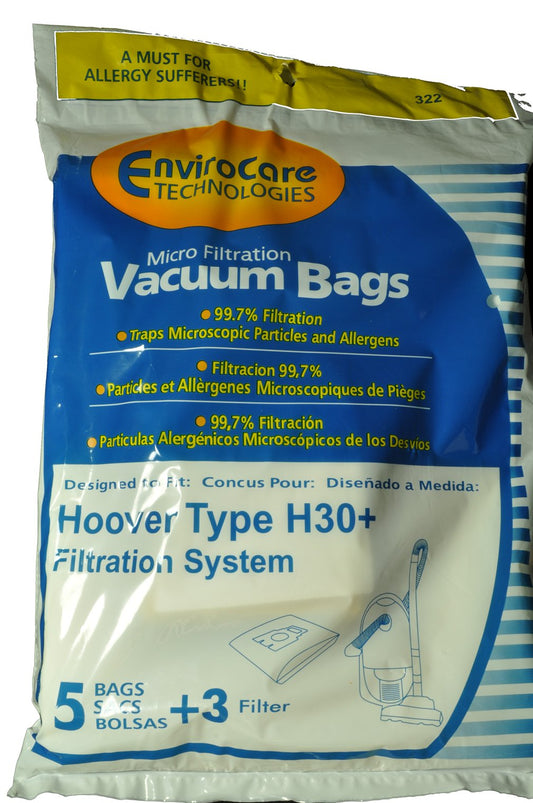 A MUST FOR
ALLERGY SUFFERERS!!
322
EnviroCare
TECHNOLOGIES
Micro Filtration
Vacuum Bags
• 99.7% Filtration
• Traps Microscopic Particles and Allergens
• Filtracion 99,7%
• Particles et Allèrgenes Microscopiques de Pièges
• 99,7% Filtración
• Particulas Alergénicos Microscópicos de los Desvíos
Designed to Fit: Concus Pour: Diseñado a Medida:
Hoover Type H30+
Filtration System
5 BAGS
SACS
BOLSAS
+3 Filter